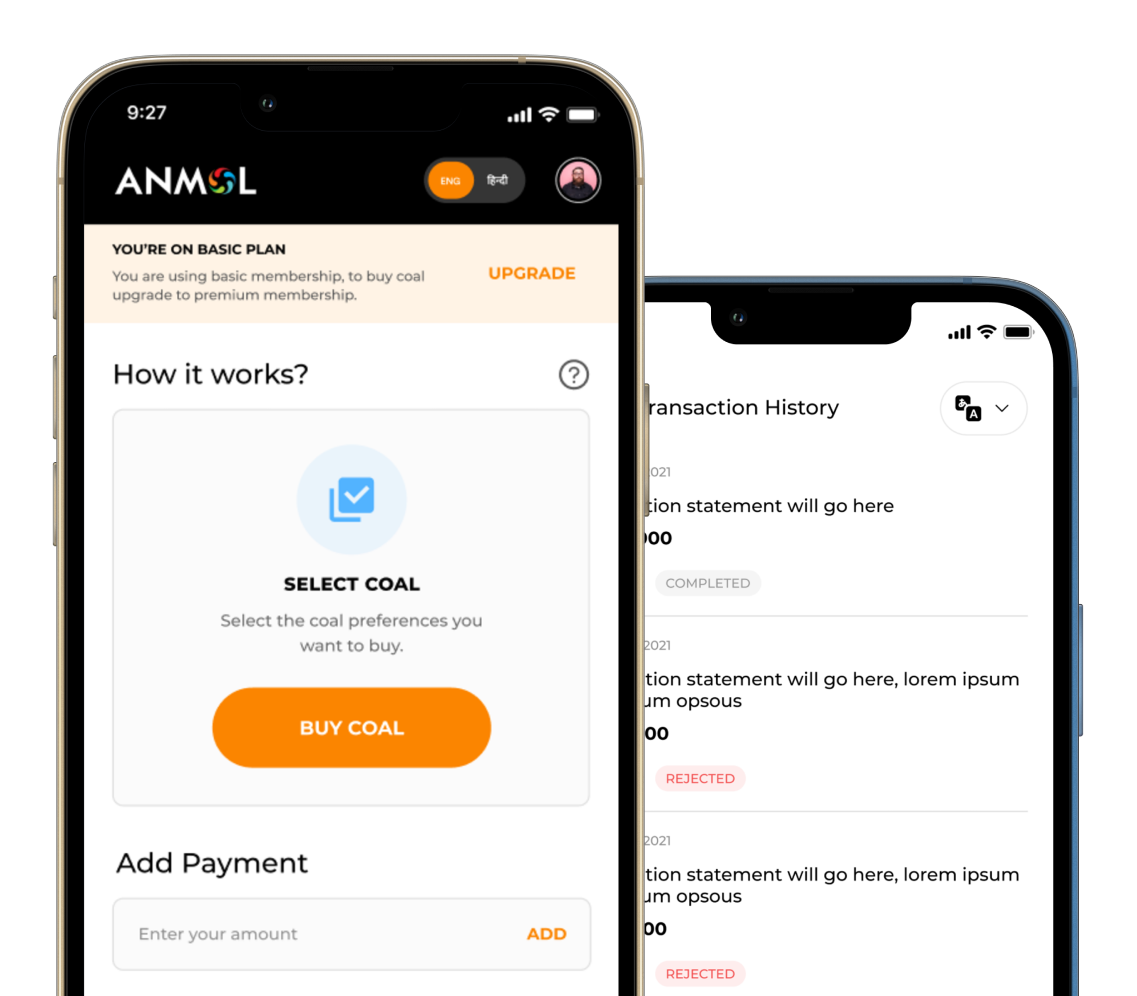 9:27
ANMOL
ENG हिन्दी
YOU'RE ON BASIC PLAN
You are using basic membership, to buy coal
upgrade to premium membership.
UPGRADE
How it works?
?
SELECT COAL
Select the coal preferences you
want to buy.
BUY COAL
Add Payment
Enter your amount
ADD
ransaction History
あ A
2021
tion statement will go here
000
COMPLETED
2021
tion statement will go here, lorem ipsum
um opsous
00
REJECTED
2021
tion statement will go here, lorem ipsum
um opsous
00
REJECTED